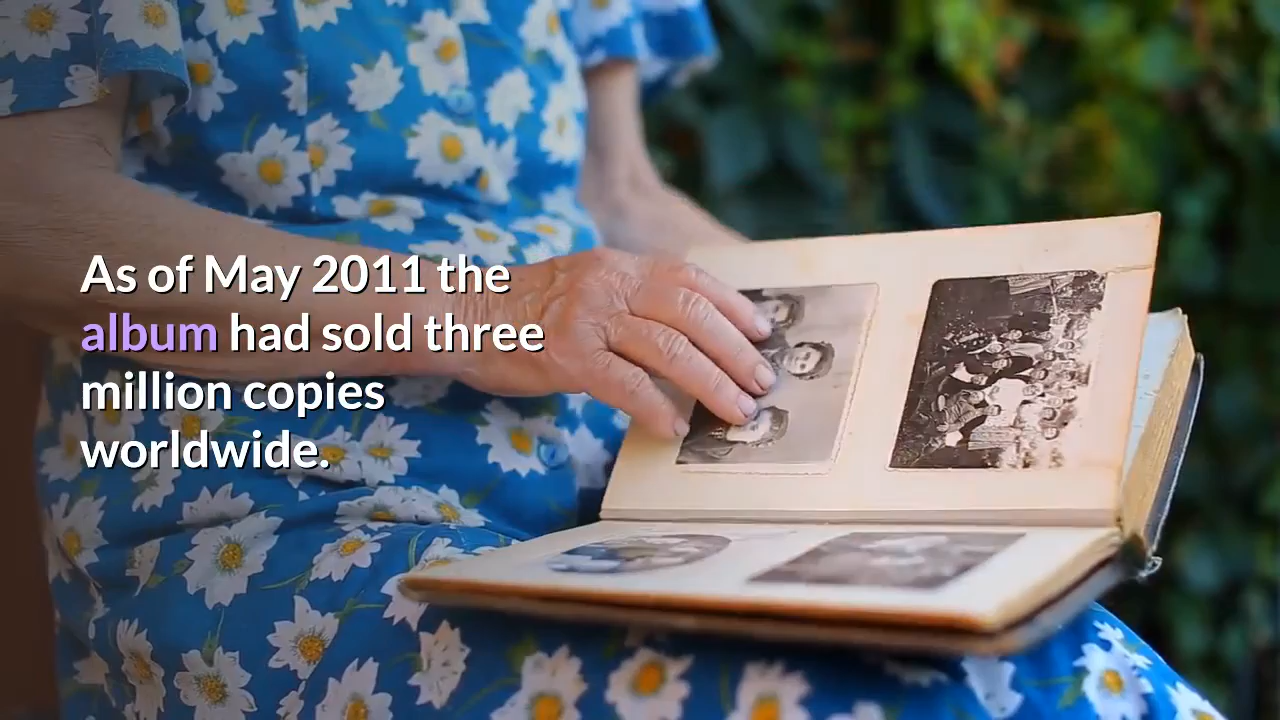 As of May 2011 the
album had sold three
million copies
worldwide.